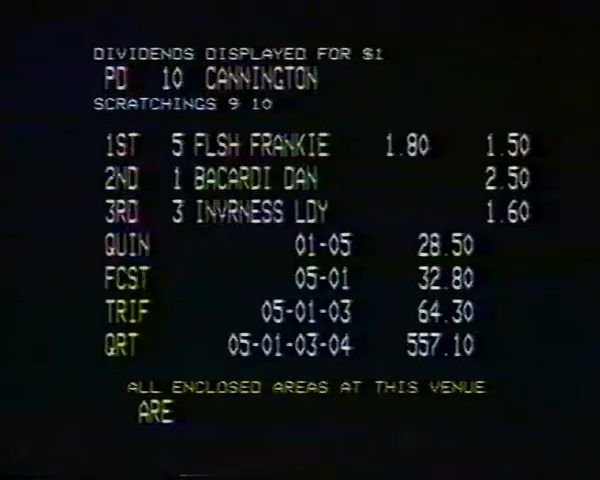 DIVIDENDS DISPLAYED FOR $1
PD 10 CANNINGTON
SCRATCHINGS 9 10
1ST 5 FLSH FRANKIE 1.80 1.50
2ND 1 BACARDI DAN 2.50
3RD 3 INVRNESS LDY 1.60
QUIN 01-05 28.50
FCST 05-01 32.80
TRIF 05-01-03 64.30
QRT 05-01-03-04 557.10
ALL ENCLOSED AREAS AT THIS VENUE
ARE